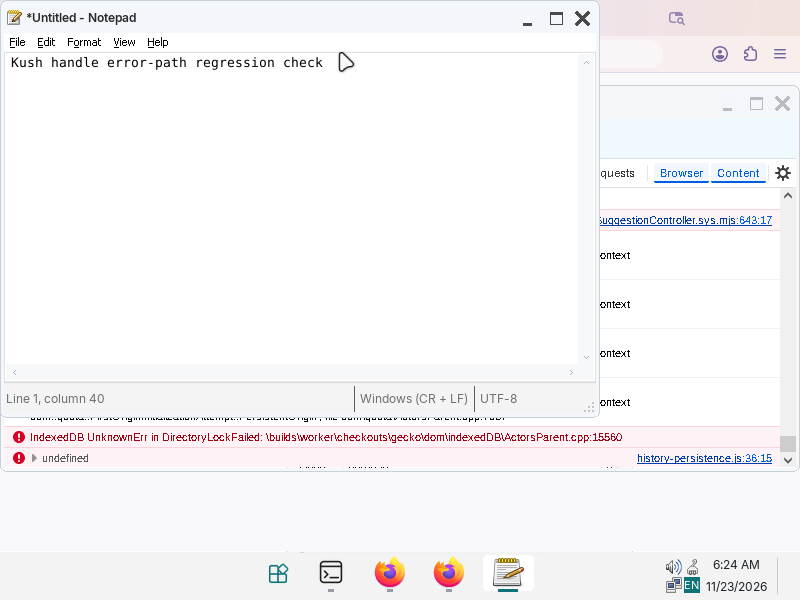 *Untitled - Notepad
File Edit Format View Help
Kush handle error-path regression check
Line 1, column 40
Windows (CR + LF)
UTF-8
quests
Browser
Content
SuggestionController.sys.mjs:643:17
ontext
ontext
ontext
ontext
IndexedDB UnknownErr in DirectoryLockFailed: \builds\worker\checkouts\gecko\dom\indexedDB\ActorsParent.cpp:15560
undefined
history-persistence.js:36:15
6:24 AM
EN
11/23/2026